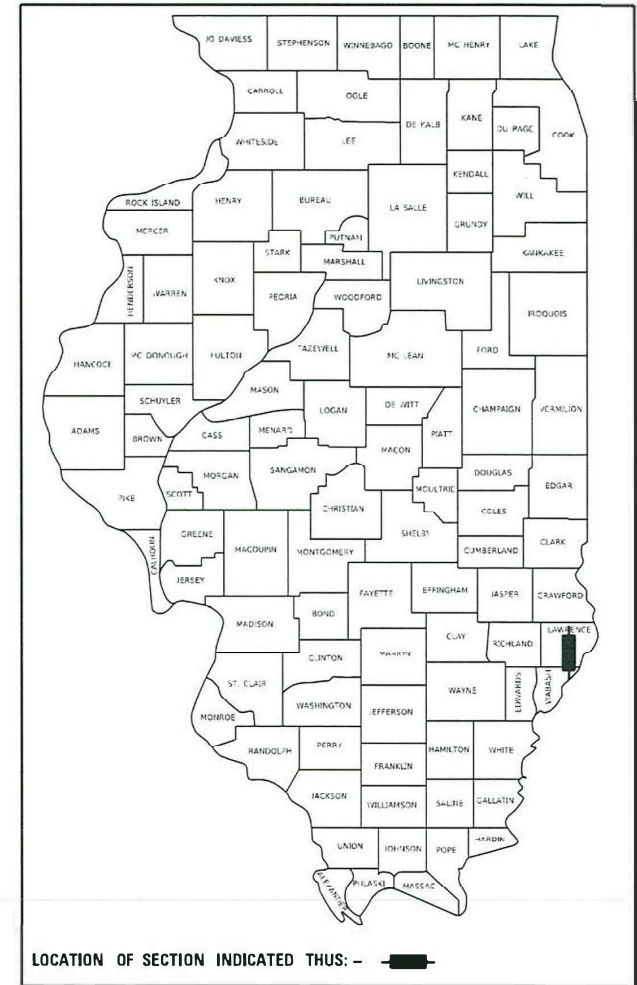 JO DAVIESS STEPHENSON WINNEBAGO BOONE MC HENRY LAKE
CARROLL OGLE
DE KALB KANE DU PAGE COOK
WHITESIDE LEE
KENDALL
WILL
ROCK ISLAND HENRY BUREAU LA SALLE
GRUNDY
MERCER PUTNAM
STARK MARSHALL KANKAKEE
HENDERSON WARREN KNOX PEORIA WOODFORD LIVINGSTON
IROQUOIS
HANCOCK MC DONOUGH FULTON TAZEWELL MC LEAN FORD
MASON
SCHUYLER LOGAN DE WITT CHAMPAIGN VERMILION
ADAMS BROWN CASS MENARD PIATT
MACON
PIKE SCOTT MORGAN SANGAMON MOULTRIE DOUGLAS EDGAR
CHRISTIAN COLES
GREENE SHELBY
CALHOUN MACOUPIN MONTGOMERY CUMBERLAND CLARK
JERSEY
FAYETTE EFFINGHAM JASPER CRAWFORD
MADISON BOND
CLAY RICHLAND LAWRENCE
CLINTON MARION
ST. CLAIR WAYNE EDWARDS WABASH
WASHINGTON JEFFERSON
MONROE
RANDOLPH PERRY HAMILTON WHITE
FRANKLIN
JACKSON WILLIAMSON SALINE GALLATIN
UNION JOHNSON POPE HARDIN
ALEXANDER PULASKI MASSAC
LOCATION OF SECTION INDICATED THUS: –